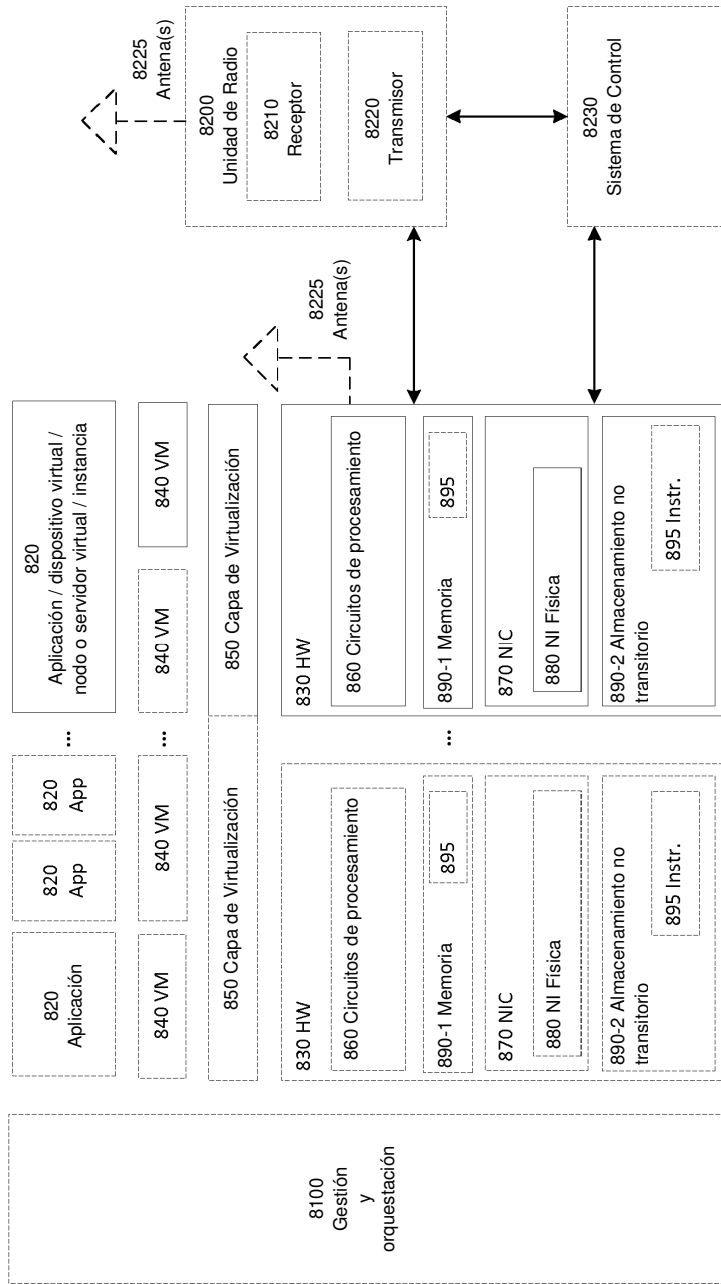 8100
Gestión
y
orquestación
820
Aplicación
820
App
820
App
...
820
Aplicación / dispositivo virtual /
nodo o servidor virtual / instancia
840 VM
840 VM
...
840 VM
840 VM
850 Capa de Virtualización
850 Capa de Virtualización
830 HW
860 Circuitos de procesamiento
890-1 Memoria
895
870 NIC
880 NI Física
890-2 Almacenamiento no
transitorio
895 Instr.
...
830 HW
860 Circuitos de procesamiento
890-1 Memoria
895
870 NIC
880 NI Física
890-2 Almacenamiento no
transitorio
895 Instr.
8225
Antena(s)
8225
Antena(s)
8200
Unidad de Radio
8210
Receptor
8220
Transmisor
8230
Sistema de Control